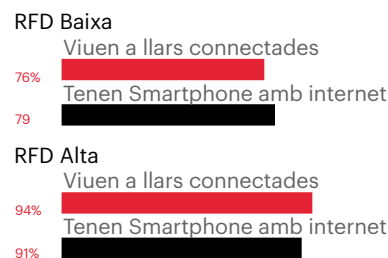 RFD Baixa
Viuen a llars connectades
76%
Tenen Smartphone amb internet
79
RFD Alta
Viuen a llars connectades
94%
Tenen Smartphone amb internet
91%